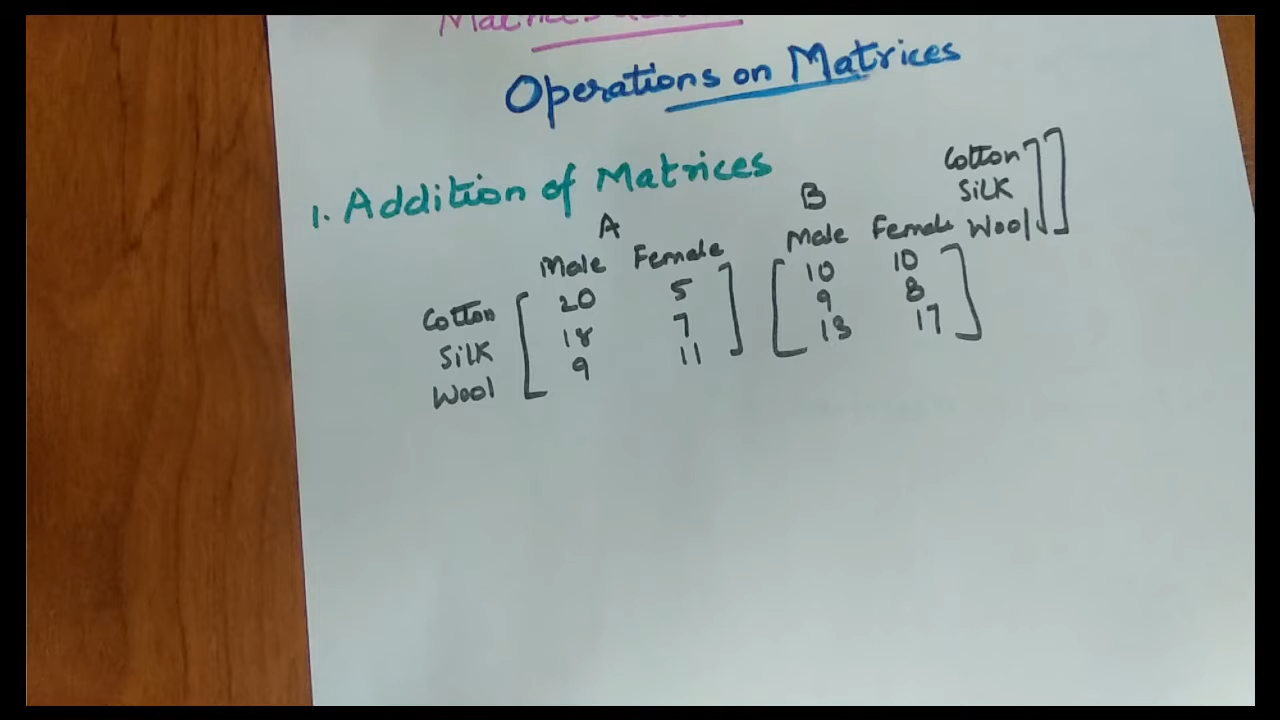 Operations on Matrices
1. Addition of Matrices
A
Male Female
Cotton 20 5
Silk 18 7
Wool 9 11
B
Male Female
10 10
9 8
13 17
Cotton
Silk
Wool